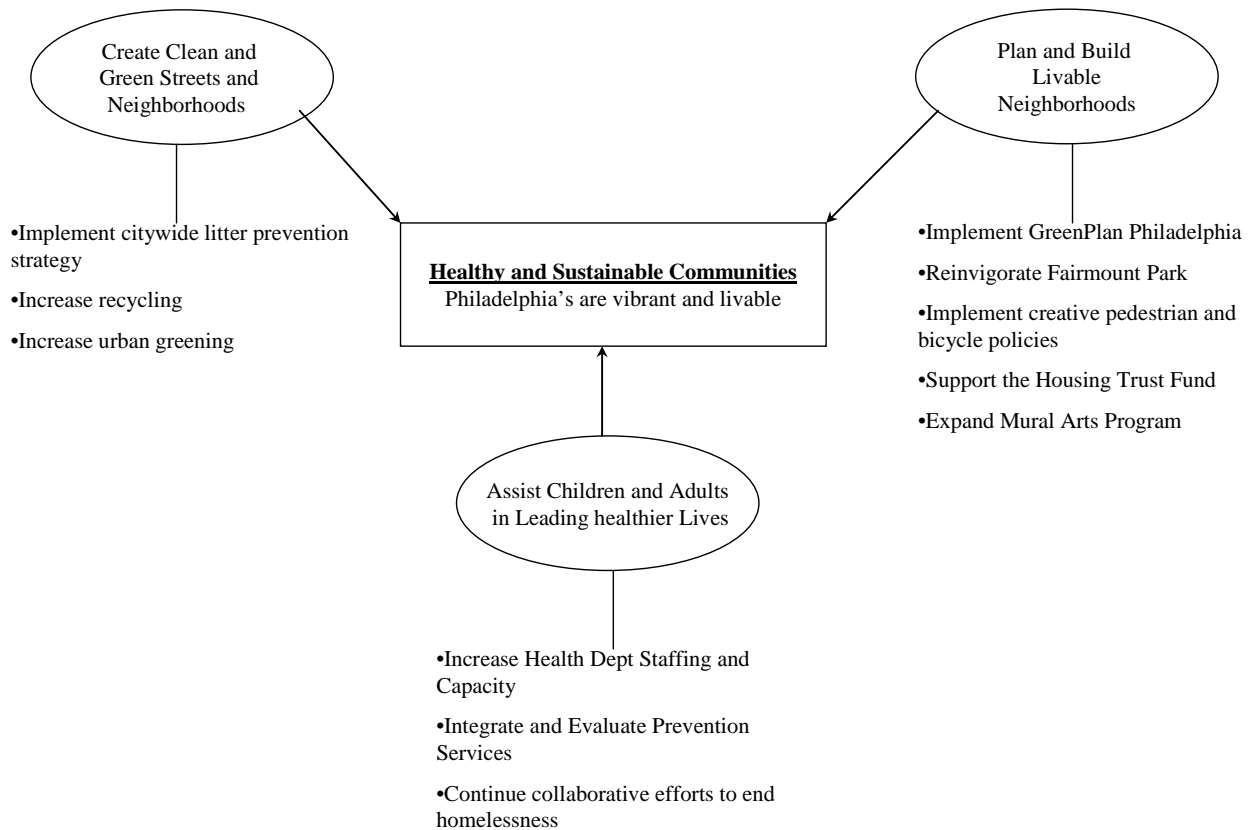 Create Clean and
Green Streets and
Neighborhoods
Plan and Build
Livable
Neighborhoods
•Implement citywide litter prevention
strategy
•Increase recycling
•Increase urban greening
Healthy and Sustainable Communities
Philadelphia’s are vibrant and livable
•Implement GreenPlan Philadelphia
•Reinvigorate Fairmount Park
•Implement creative pedestrian and
bicycle policies
•Support the Housing Trust Fund
•Expand Mural Arts Program
Assist Children and Adults
in Leading healthier Lives
•Increase Health Dept Staffing and
Capacity
•Integrate and Evaluate Prevention
Services
•Continue collaborative efforts to end
homelessness